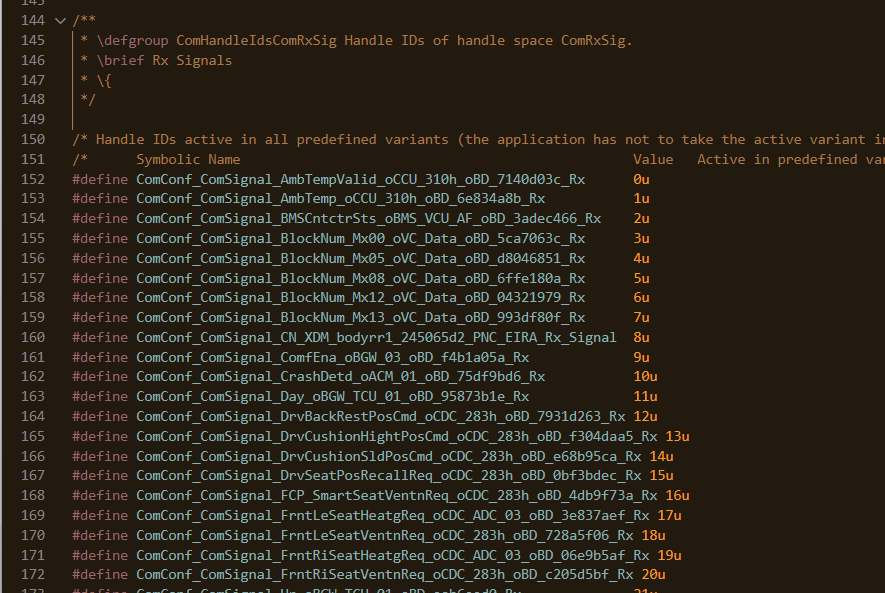 144 /**
145 * \defgroup ComHandleIdsComRxSig Handle IDs of handle space ComRxSig.
146 * \brief Rx Signals
147 * \{
148 */
149
150 /* Handle IDs active in all predefined variants (the application has not to take the active variant in
151 /* Symbolic Name Value Active in predefined var
152 #define ComConf_ComSignal_AmbTempValid_oCCU_310h_oBD_7140d03c_Rx 0u
153 #define ComConf_ComSignal_AmbTemp_oCCU_310h_oBD_6e834a8b_Rx 1u
154 #define ComConf_ComSignal_BMSCntctrSts_oBMS_VCU_AF_oBD_3adec466_Rx 2u
155 #define ComConf_ComSignal_BlockNum_Mx00_oVC_Data_oBD_5ca7063c_Rx 3u
156 #define ComConf_ComSignal_BlockNum_Mx05_oVC_Data_oBD_d8046851_Rx 4u
157 #define ComConf_ComSignal_BlockNum_Mx08_oVC_Data_oBD_6ffe180a_Rx 5u
158 #define ComConf_ComSignal_BlockNum_Mx12_oVC_Data_oBD_04321979_Rx 6u
159 #define ComConf_ComSignal_BlockNum_Mx13_oVC_Data_oBD_993df80f_Rx 7u
160 #define ComConf_ComSignal_CN_XDM_bodyrr1_245065d2_PNC_EIRA_Rx_Signal 8u
161 #define ComConf_ComSignal_ComfEna_oBGW_03_oBD_f4b1a05a_Rx 9u
162 #define ComConf_ComSignal_CrashDetd_oACM_01_oBD_75df9bd6_Rx 10u
163 #define ComConf_ComSignal_Day_oBGW_TCU_01_oBD_95873b1e_Rx 11u
164 #define ComConf_ComSignal_DrvBackRestPosCmd_oCDC_283h_oBD_7931d263_Rx 12u
165 #define ComConf_ComSignal_DrvCushionHightPosCmd_oCDC_283h_oBD_f304daa5_Rx 13u
166 #define ComConf_ComSignal_DrvCushionSldPosCmd_oCDC_283h_oBD_e68b95ca_Rx 14u
167 #define ComConf_ComSignal_DrvSeatPosRecallReq_oCDC_283h_oBD_0bf3bdec_Rx 15u
168 #define ComConf_ComSignal_FCP_SmartSeatVentnReq_oCDC_283h_oBD_4db9f73a_Rx 16u
169 #define ComConf_ComSignal_FrntLeSeatHeatgReq_oCDC_ADC_03_oBD_3e837aef_Rx 17u
170 #define ComConf_ComSignal_FrntLeSeatVentnReq_oCDC_283h_oBD_728a5f06_Rx 18u
171 #define ComConf_ComSignal_FrntRiSeatHeatgReq_oCDC_ADC_03_oBD_06e9b5af_Rx 19u
172 #define ComConf_ComSignal_FrntRiSeatVentnReq_oCDC_283h_oBD_c205d5bf_Rx 20u